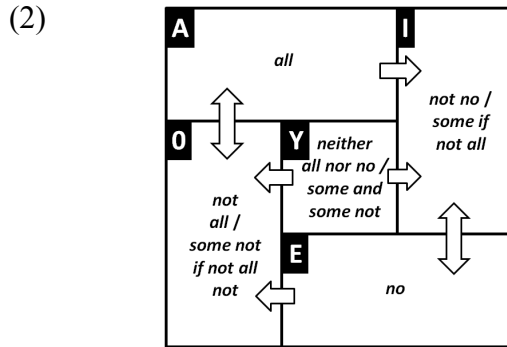 (2)
A
all
I
not no /
some if
not all
0
not
all /
some not
if not all
not
Y
neither
all nor no /
some and
some not
E
no